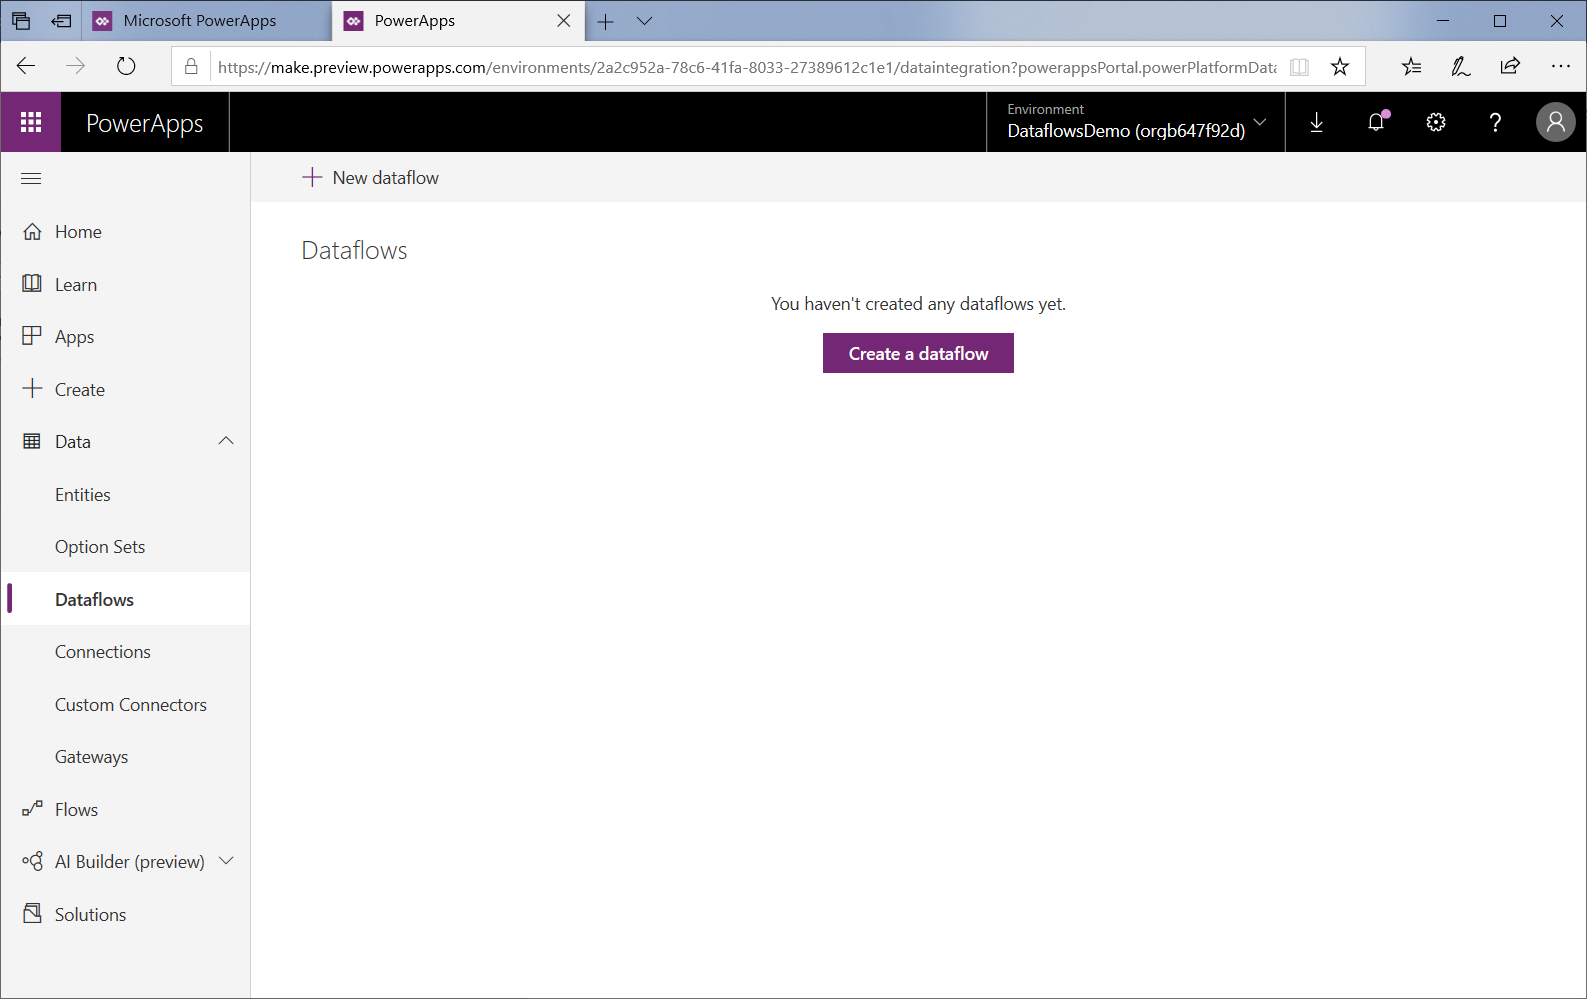 Microsoft PowerApps
PowerApps
https://make.preview.powerapps.com/environments/2a2c952a-78c6-41fa-8033-27389612c1e1/dataintegration?powerappsPortal.powerPlatformData
PowerApps
Environment
DataflowsDemo (orgb647f92d)
New dataflow
Home
Learn
Apps
Create
Data
Entities
Option Sets
Dataflows
Connections
Custom Connectors
Gateways
Flows
AI Builder (preview)
Solutions
Dataflows
You haven't created any dataflows yet.
Create a dataflow